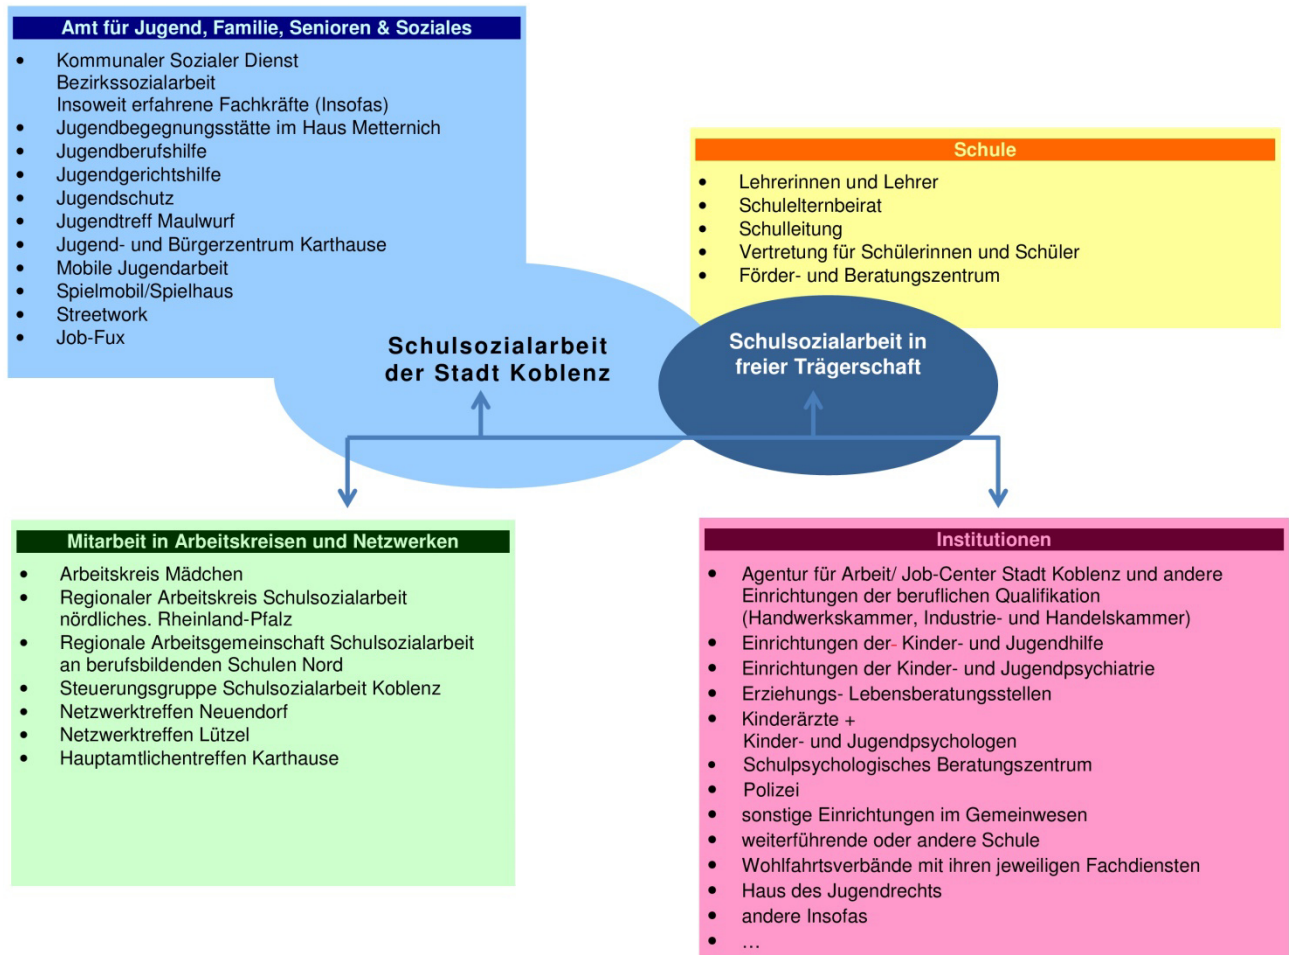 Amt für Jugend, Familie, Senioren & Soziales
• Kommunaler Sozialer Dienst
Bezirkssozialarbeit
Insoweit erfahrene Fachkräfte (Insofas)
• Jugendbegegnungsstätte im Haus Metternich
• Jugendberufshilfe
• Jugendgerichtshilfe
• Jugendschutz
• Jugendtreff Maulwurf
• Jugend- und Bürgerzentrum Karthause
• Mobile Jugendarbeit
• Spielmobil/Spielhaus
• Streetwork
• Job-Fux
Schule
• Lehrerinnen und Lehrer
• Schulelternbeirat
• Schulleitung
• Vertretung für Schülerinnen und Schüler
• Förder- und Beratungszentrum
Schulsozialarbeit
der Stadt Koblenz
Schulsozialarbeit in
freier Trägerschaft
Mitarbeit in Arbeitskreisen und Netzwerken
• Arbeitskreis Mädchen
• Regionaler Arbeitskreis Schulsozialarbeit
nördliches. Rheinland-Pfalz
• Regionale Arbeitsgemeinschaft Schulsozialarbeit
an berufsbildenden Schulen Nord
• Steuerungsgruppe Schulsozialarbeit Koblenz
• Netzwerktreffen Neuendorf
• Netzwerktreffen Lützel
• Hauptamtlichentreffen Karthause
Institutionen
• Agentur für Arbeit/ Job-Center Stadt Koblenz und andere
Einrichtungen der beruflichen Qualifikation
(Handwerkskammer, Industrie- und Handelskammer)
• Einrichtungen der- Kinder- und Jugendhilfe
• Einrichtungen der Kinder- und Jugendpsychiatrie
• Erziehungs- Lebensberatungsstellen
• Kinderärzte +
Kinder- und Jugendpsychologen
• Schulpsychologisches Beratungszentrum
• Polizei
• sonstige Einrichtungen im Gemeinwesen
• weiterführende oder andere Schule
• Wohlfahrtsverbände mit ihren jeweiligen Fachdiensten
• Haus des Jugendrechts
• andere Insofas
• …